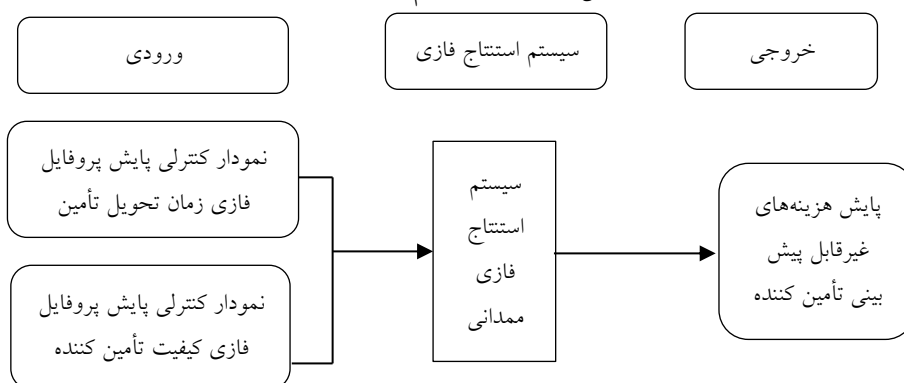 ورودی
سیستم استنتاج فازی
خروجی
نمودار کنترلی پایش پروفایل
فازی زمان تحویل تأمین
نمودار کنترلی پایش پروفایل
فازی کیفیت تأمین کننده
سیستم
استنتاج
فازی
ممدانی
پایش هزینه‌های
غیرقابل پیش
بینی تأمین کننده